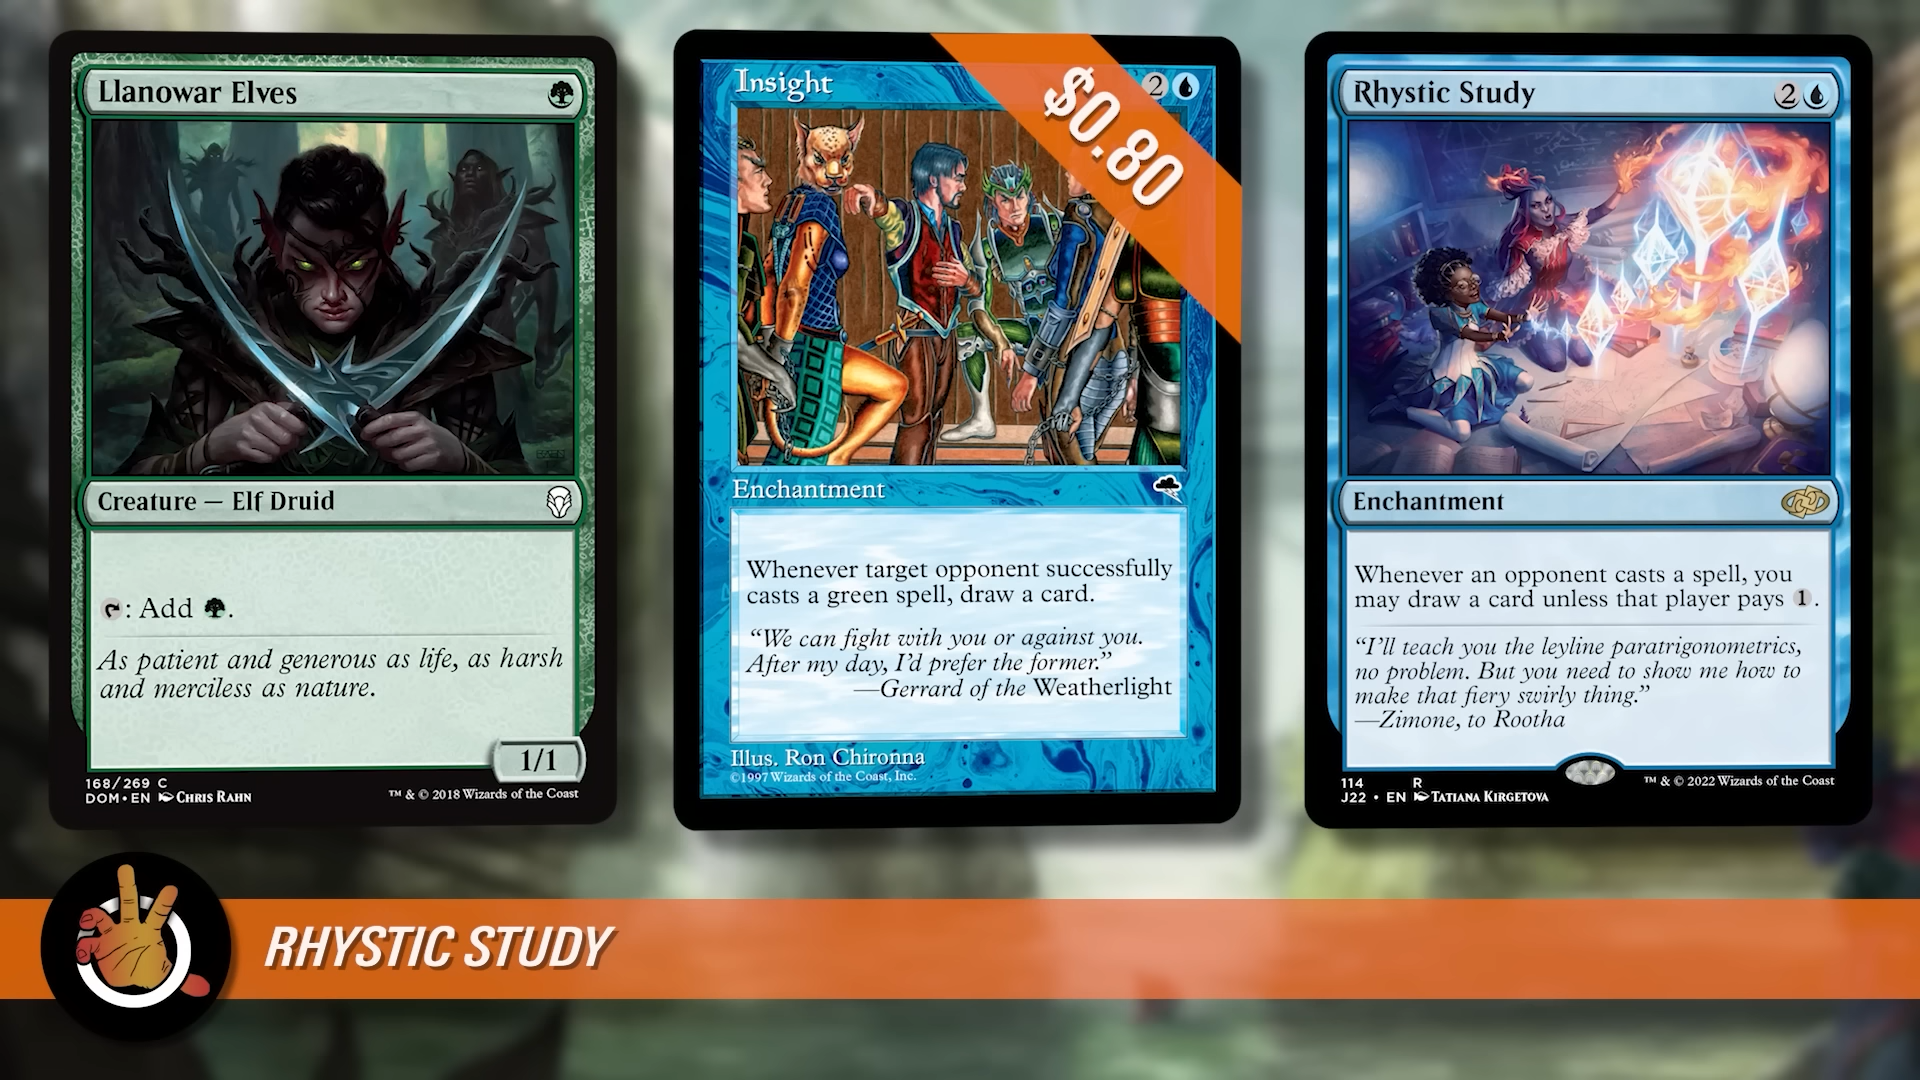 Llanowar Elves
Creature — Elf Druid
: Add .
As patient and generous as life, as harsh
and merciless as nature.
1/1
168/269 C
DOM • EN CHRIS RAHN
™ & © 2018 Wizards of the Coast
Insight
2
$0.80
Enchantment
Whenever target opponent successfully
casts a green spell, draw a card.
“We can fight with you or against you.
After my day, I’d prefer the former.”
—Gerrard of the Weatherlight
Illus. Ron Chironna
©1997 Wizards of the Coast, Inc.
Rhystic Study
2
Enchantment
Whenever an opponent casts a spell, you
may draw a card unless that player pays 1.
“I’ll teach you the leyline paratrigonometrics,
no problem. But you need to show me how to
make that fiery swirly thing.”
—Zimone, to Rootha
114 R
J22 • EN TATIANA KIRGETOVA
™ & © 2022 Wizards of the Coast
RHYSTIC STUDY